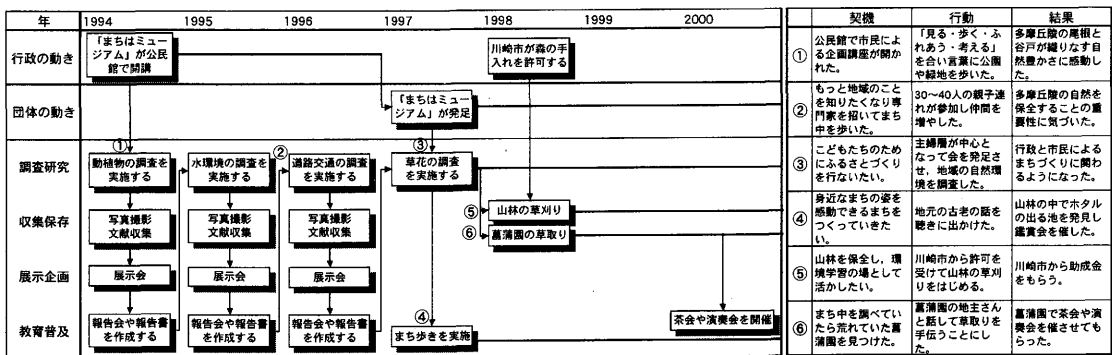 年 1994 1995 1996 1997 1998 1999 2000
行政の動き
「まちはミュー
ジアム」が公民
館で開講
川崎市が森の手
入れを許可する
団体の動き
「まちはミュー
ジアム」が発足
調査研究
①
動植物の調査を
実施する
水環境の調査を
実施する
②
道路交通の調査
を実施する
③
草花の調査
を実施する
収集保存
写真撮影
文献収集
写真撮影
文献収集
写真撮影
文献収集
⑤
山林の草刈り
⑥
菖蒲園の草取り
展示企画
展示会
展示会
展示会
教育普及
報告会や報告書
を作成する
報告会や報告書
を作成する
報告会や報告書
を作成する
④
まち歩きを実施
茶会や演奏会を開催
契機 行動 結果
①
公民館で市民によ
る企画講座が開か
れた。
「見る・歩く・ふ
れあう・考える」
を合い言葉に公園
や緑地を歩いた。
多摩丘陵の尾根と
谷戸が織りなす自
然豊かさに感動し
た。
②
もっと地域のこと
を知りたくなり専
門家を招いてまち
中を歩いた。
30〜40人の親子連
れが参加し仲間を
増やした。
多摩丘陵の自然を
保全することの重
要性に気づいた。
③
こどもたちのため
にふるさとづくり
を行ないたい。
主婦層が中心と
なって会を発足さ
せ，地域の自然環
境を調査した。
行政と市民による
まちづくりに関わ
るようになった。
④
身近なまちの姿を
感動できるまちを
つくっていきた
い。
地元の古老の話を
聴きに出かけた。
山林の中でホタル
の出る池を発見し
鑑賞会を催した。
⑤
山林を保全し，環
境学習の場として
活かしたい。
川崎市から許可を
受けて山林の草刈
りをはじめる。
川崎市から助成金
をもらう。
⑥
まち中を調べてい
たら荒れていた菖
蒲園を見つけた。
菖蒲園の地主さん
と話して草取りを
手伝うことにし
た。
菖蒲園で茶会や演
奏会を催させても
らった。